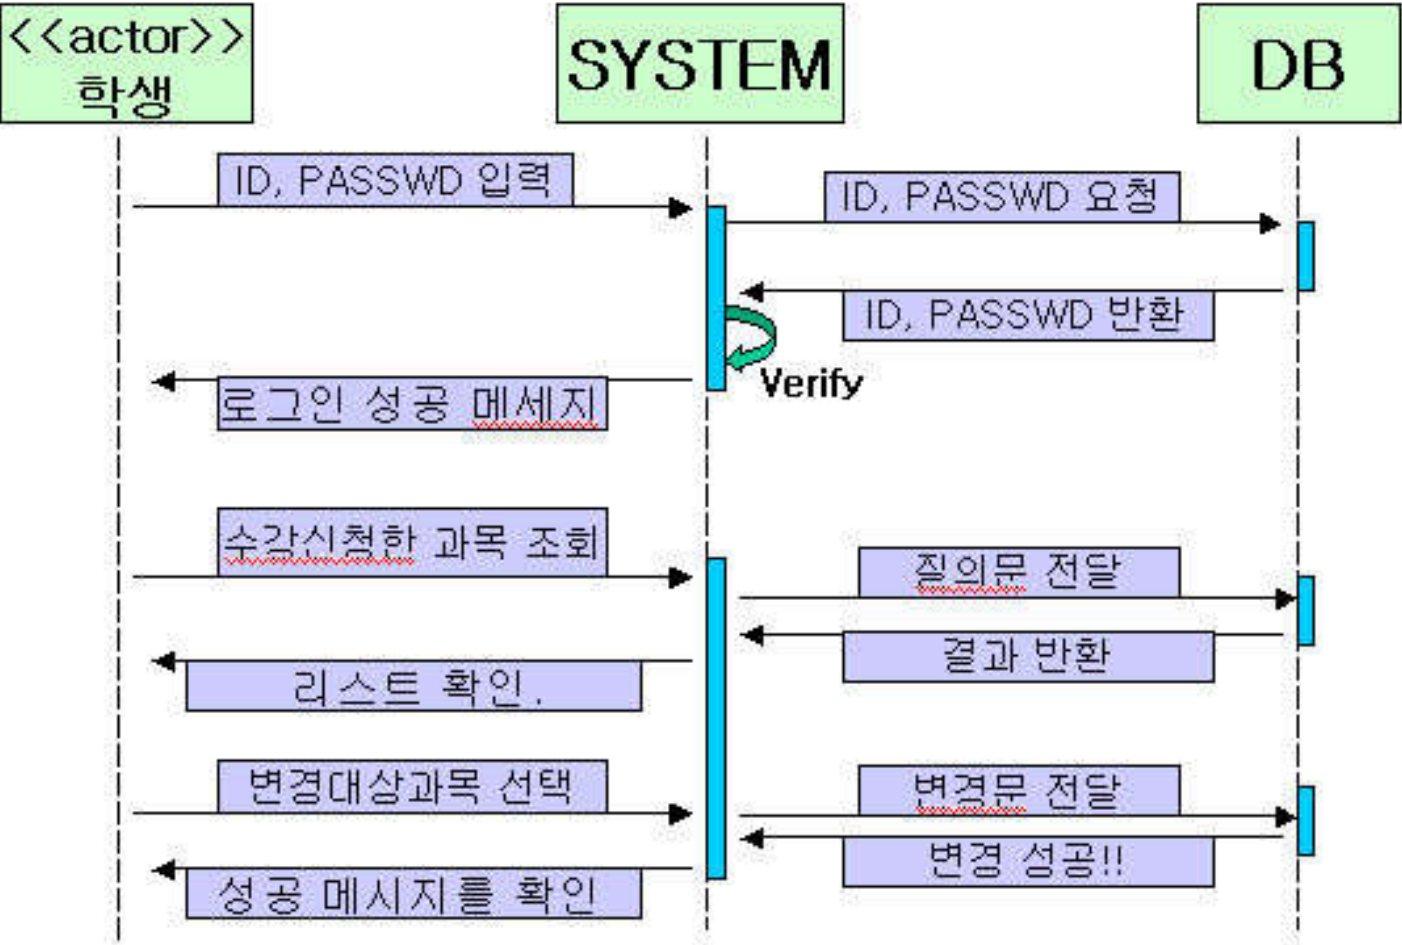 <<actor>>
학생
SYSTEM
DB
ID, PASSWD 입력
ID, PASSWD 요청
ID, PASSWD 반환
Verify
로그인 성공 메세지
수강신청한 과목 조회
질의문 전달
결과 반환
리스트 확인.
변경대상과목 선택
변경문 전달
변경 성공!!
성공 메시지를 확인